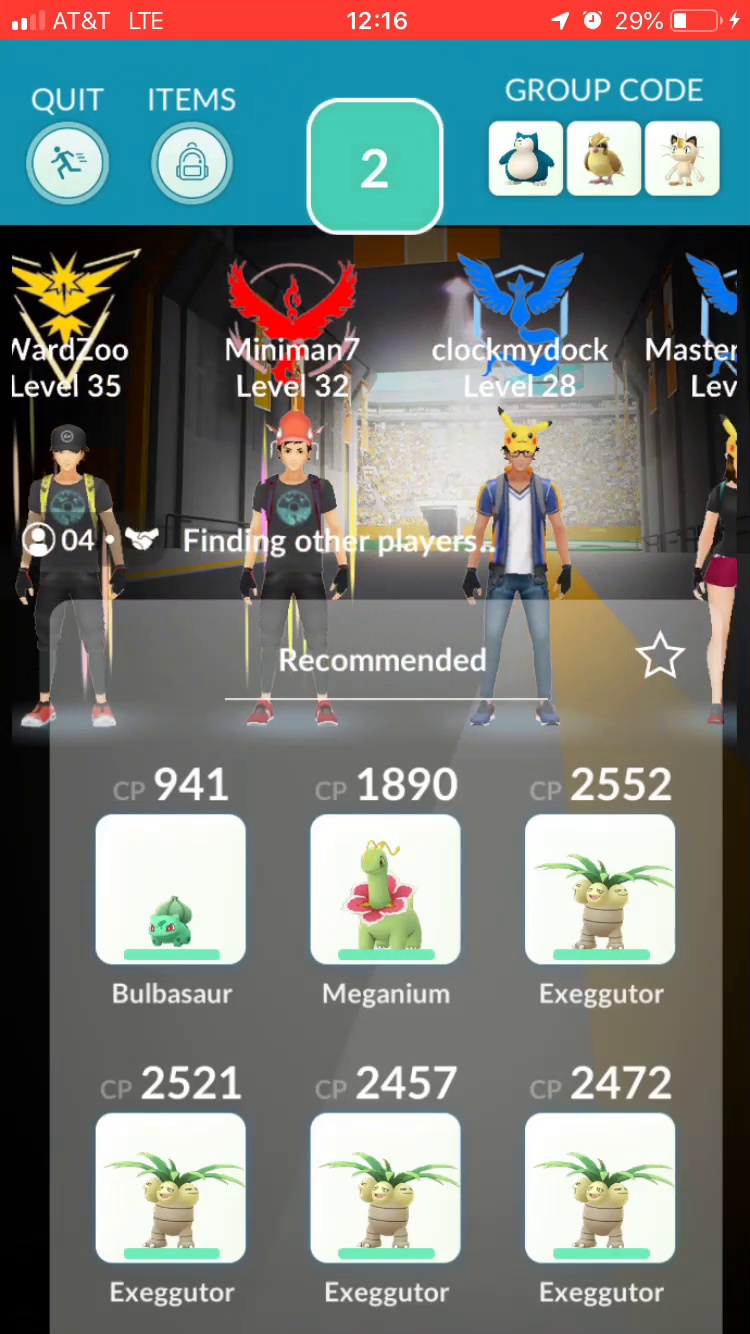 AT&T LTE 12:16 29%
QUIT ITEMS GROUP CODE
2
WardZoo Miniman7 clockmydock Master
Level 35 Level 32 Level 28 Lev
04 • Finding other players..
Recommended
CP 941 CP 1890 CP 2552
Bulbasaur Meganium Exeggutor
CP 2521 CP 2457 CP 2472
Exeggutor Exeggutor Exeggutor